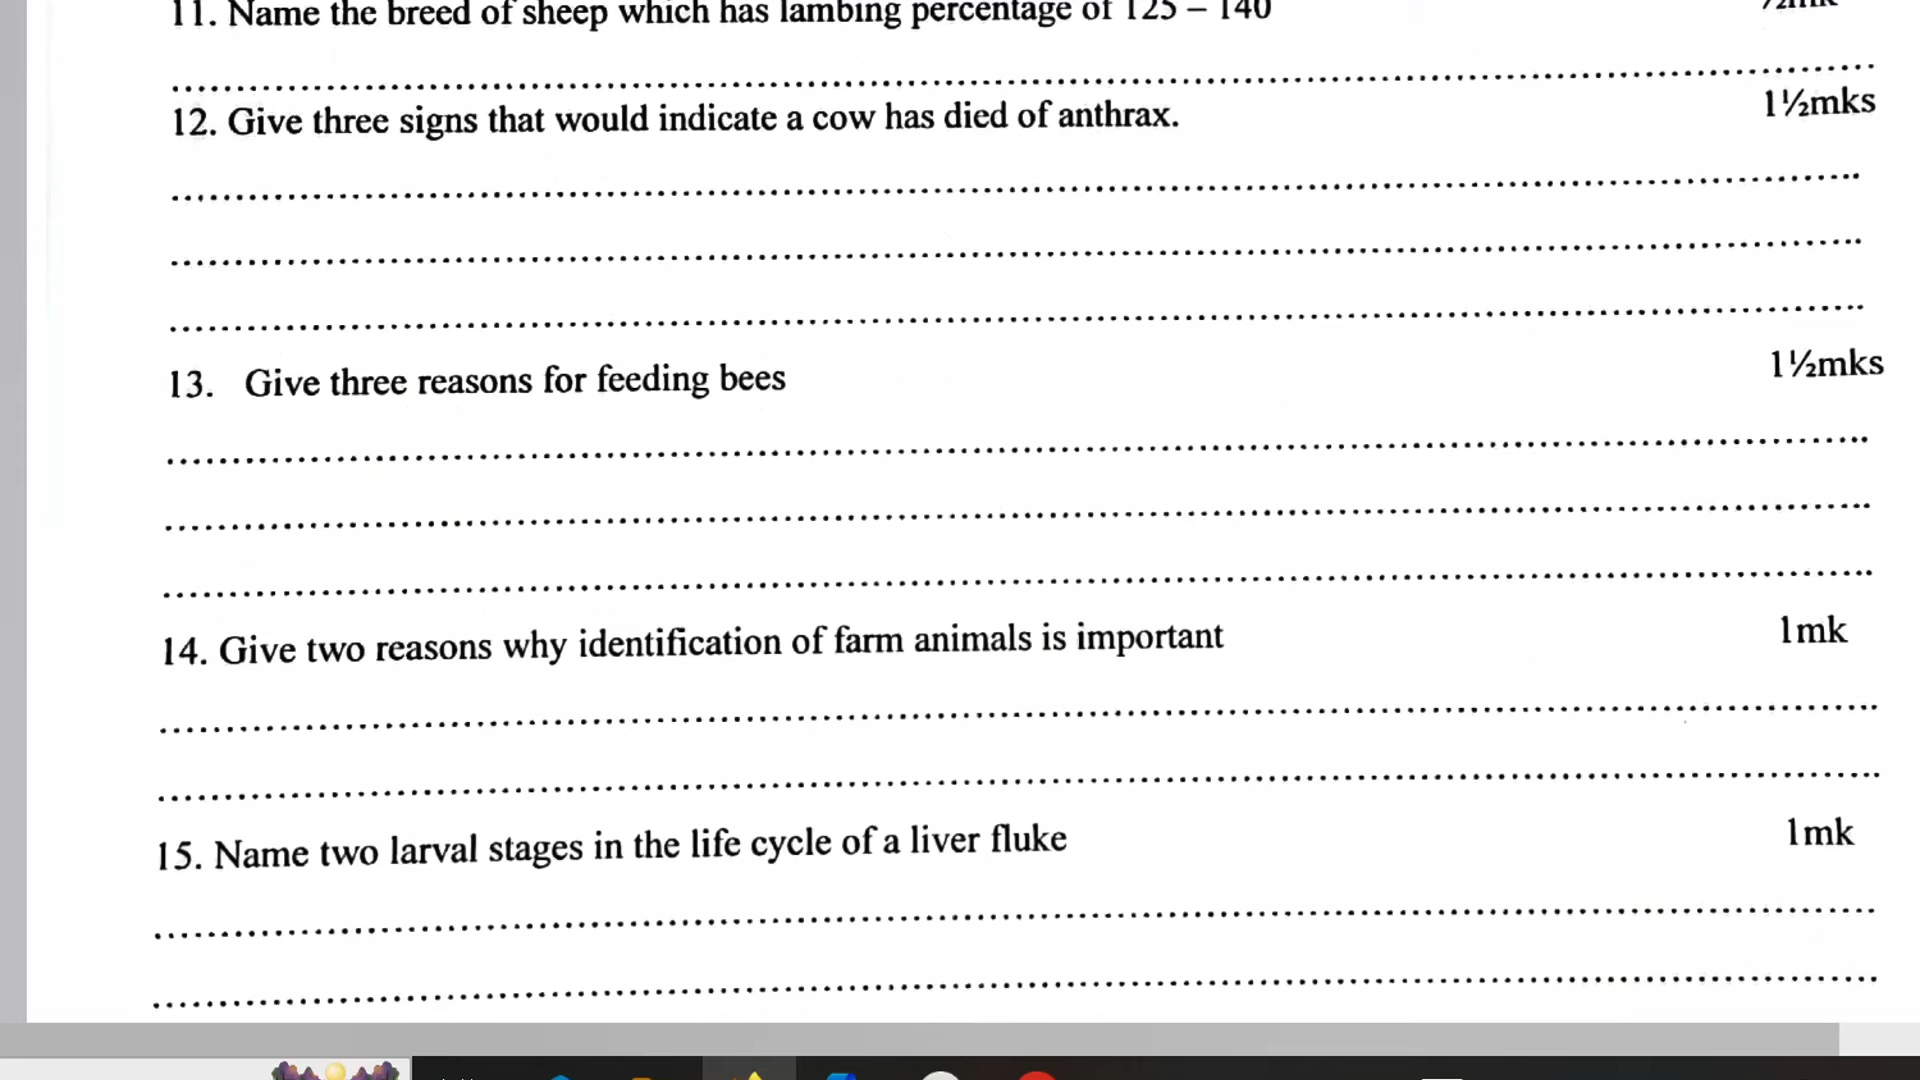 11. Name the breed of sheep which has lambing percentage of 125 – 140 ½mk
12. Give three signs that would indicate a cow has died of anthrax. 1½mks
13. Give three reasons for feeding bees 1½mks
14. Give two reasons why identification of farm animals is important 1mk
15. Name two larval stages in the life cycle of a liver fluke 1mk